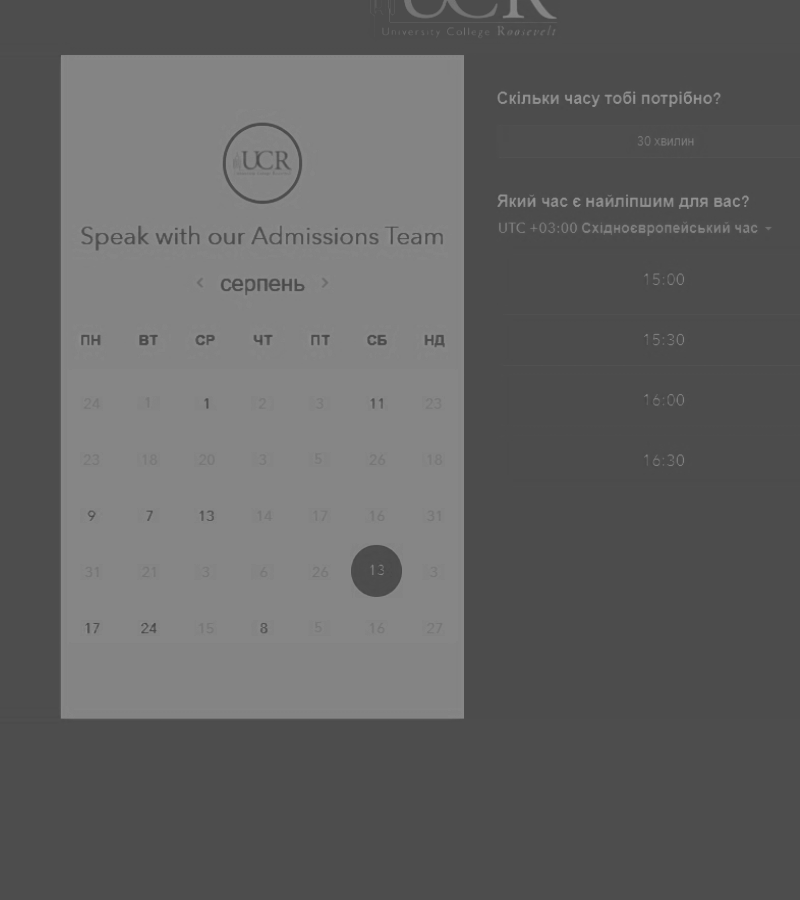 UCR
University College Roosevelt
UCR
Speak with our Admissions Team
< серпень >
ПН ВТ СР ЧТ ПТ СБ НД
24 1 1 2 3 11 23
23 18 20 3 5 26 18
9 7 13 14 17 16 31
31 21 3 6 26 13 3
17 24 15 8 5 16 27
Скільки часу тобі потрібно?
30 хвилин
Який час є найліпшим для вас?
UTC +03:00 Східноєвропейський час
15:00
15:30
16:00
16:30